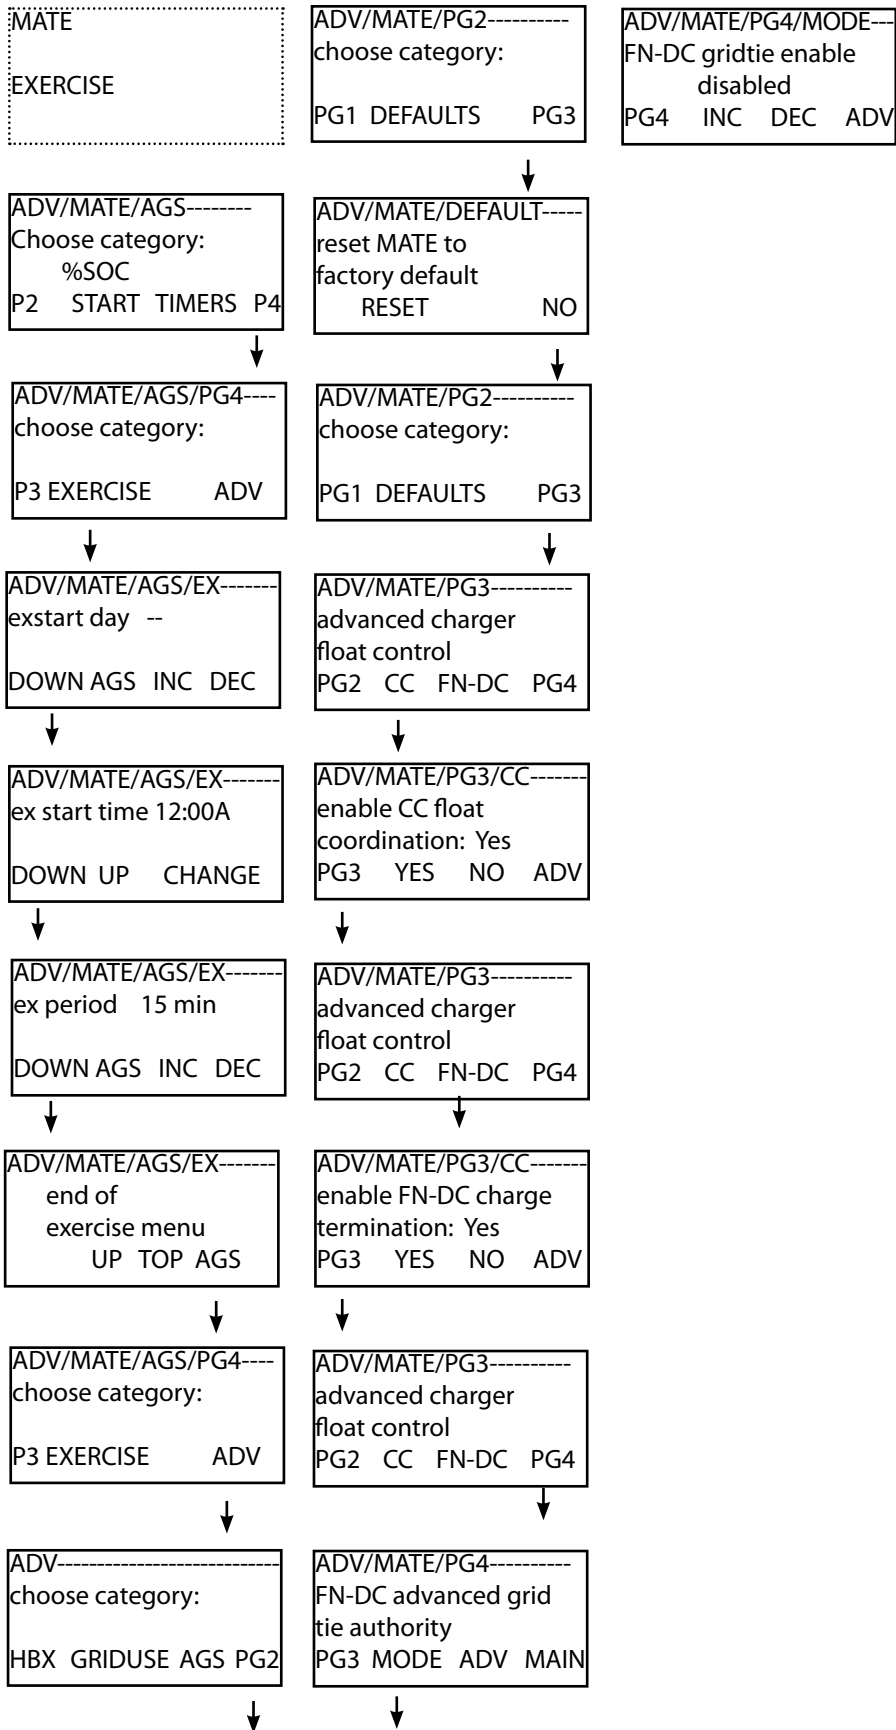 MATE
EXERCISE
ADV/MATE/AGS--------
Choose category:
%SOC
P2 START TIMERS P4
ADV/MATE/AGS/PG4----
choose category:
P3 EXERCISE ADV
ADV/MATE/AGS/EX-------
exstart day --
DOWN AGS INC DEC
ADV/MATE/AGS/EX-------
ex start time 12:00A
DOWN UP CHANGE
ADV/MATE/AGS/EX-------
ex period 15 min
DOWN AGS INC DEC
ADV/MATE/AGS/EX-------
end of
exercise menu
UP TOP AGS
ADV/MATE/AGS/PG4----
choose category:
P3 EXERCISE ADV
ADV----------------------------
choose category:
HBX GRIDUSE AGS PG2
ADV/MATE/PG2----------
choose category:
PG1 DEFAULTS PG3
ADV/MATE/DEFAULT-----
reset MATE to
factory default
RESET NO
ADV/MATE/PG2----------
choose category:
PG1 DEFAULTS PG3
ADV/MATE/PG3----------
advanced charger
float control
PG2 CC FN-DC PG4
ADV/MATE/PG3/CC-------
enable CC float
coordination: Yes
PG3 YES NO ADV
ADV/MATE/PG3----------
advanced charger
float control
PG2 CC FN-DC PG4
ADV/MATE/PG3/CC-------
enable FN-DC charge
termination: Yes
PG3 YES NO ADV
ADV/MATE/PG3----------
advanced charger
float control
PG2 CC FN-DC PG4
ADV/MATE/PG4----------
FN-DC advanced grid
tie authority
PG3 MODE ADV MAIN
ADV/MATE/PG4/MODE---
FN-DC gridtie enable
disabled
PG4 INC DEC ADV